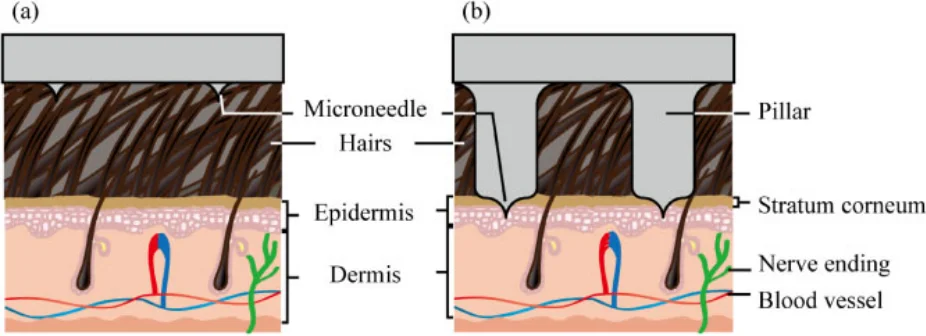 (a)
(b)
Microneedle
Hairs
Epidermis
Dermis
Pillar
Stratum corneum
Nerve ending
Blood vessel